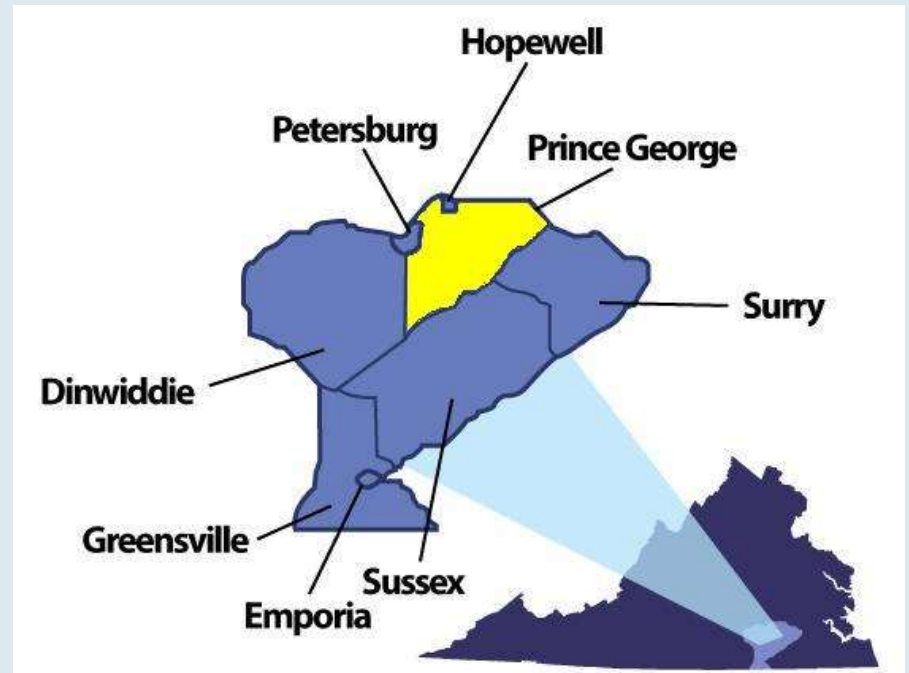 Hopewell
Petersburg
Prince George
Surry
Dinwiddie
Greensville
Sussex
Emporia